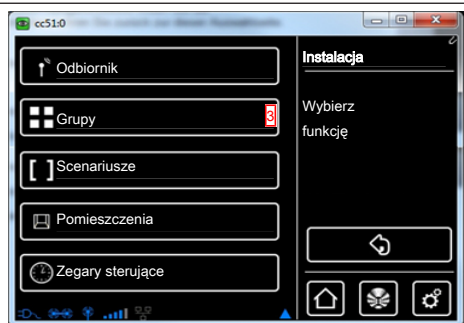 cc51:0
Odbiornik
Grupy
3
Scenariusze
Pomieszczenia
Zegary sterujące
Instalacja
Wybierz
funkcję